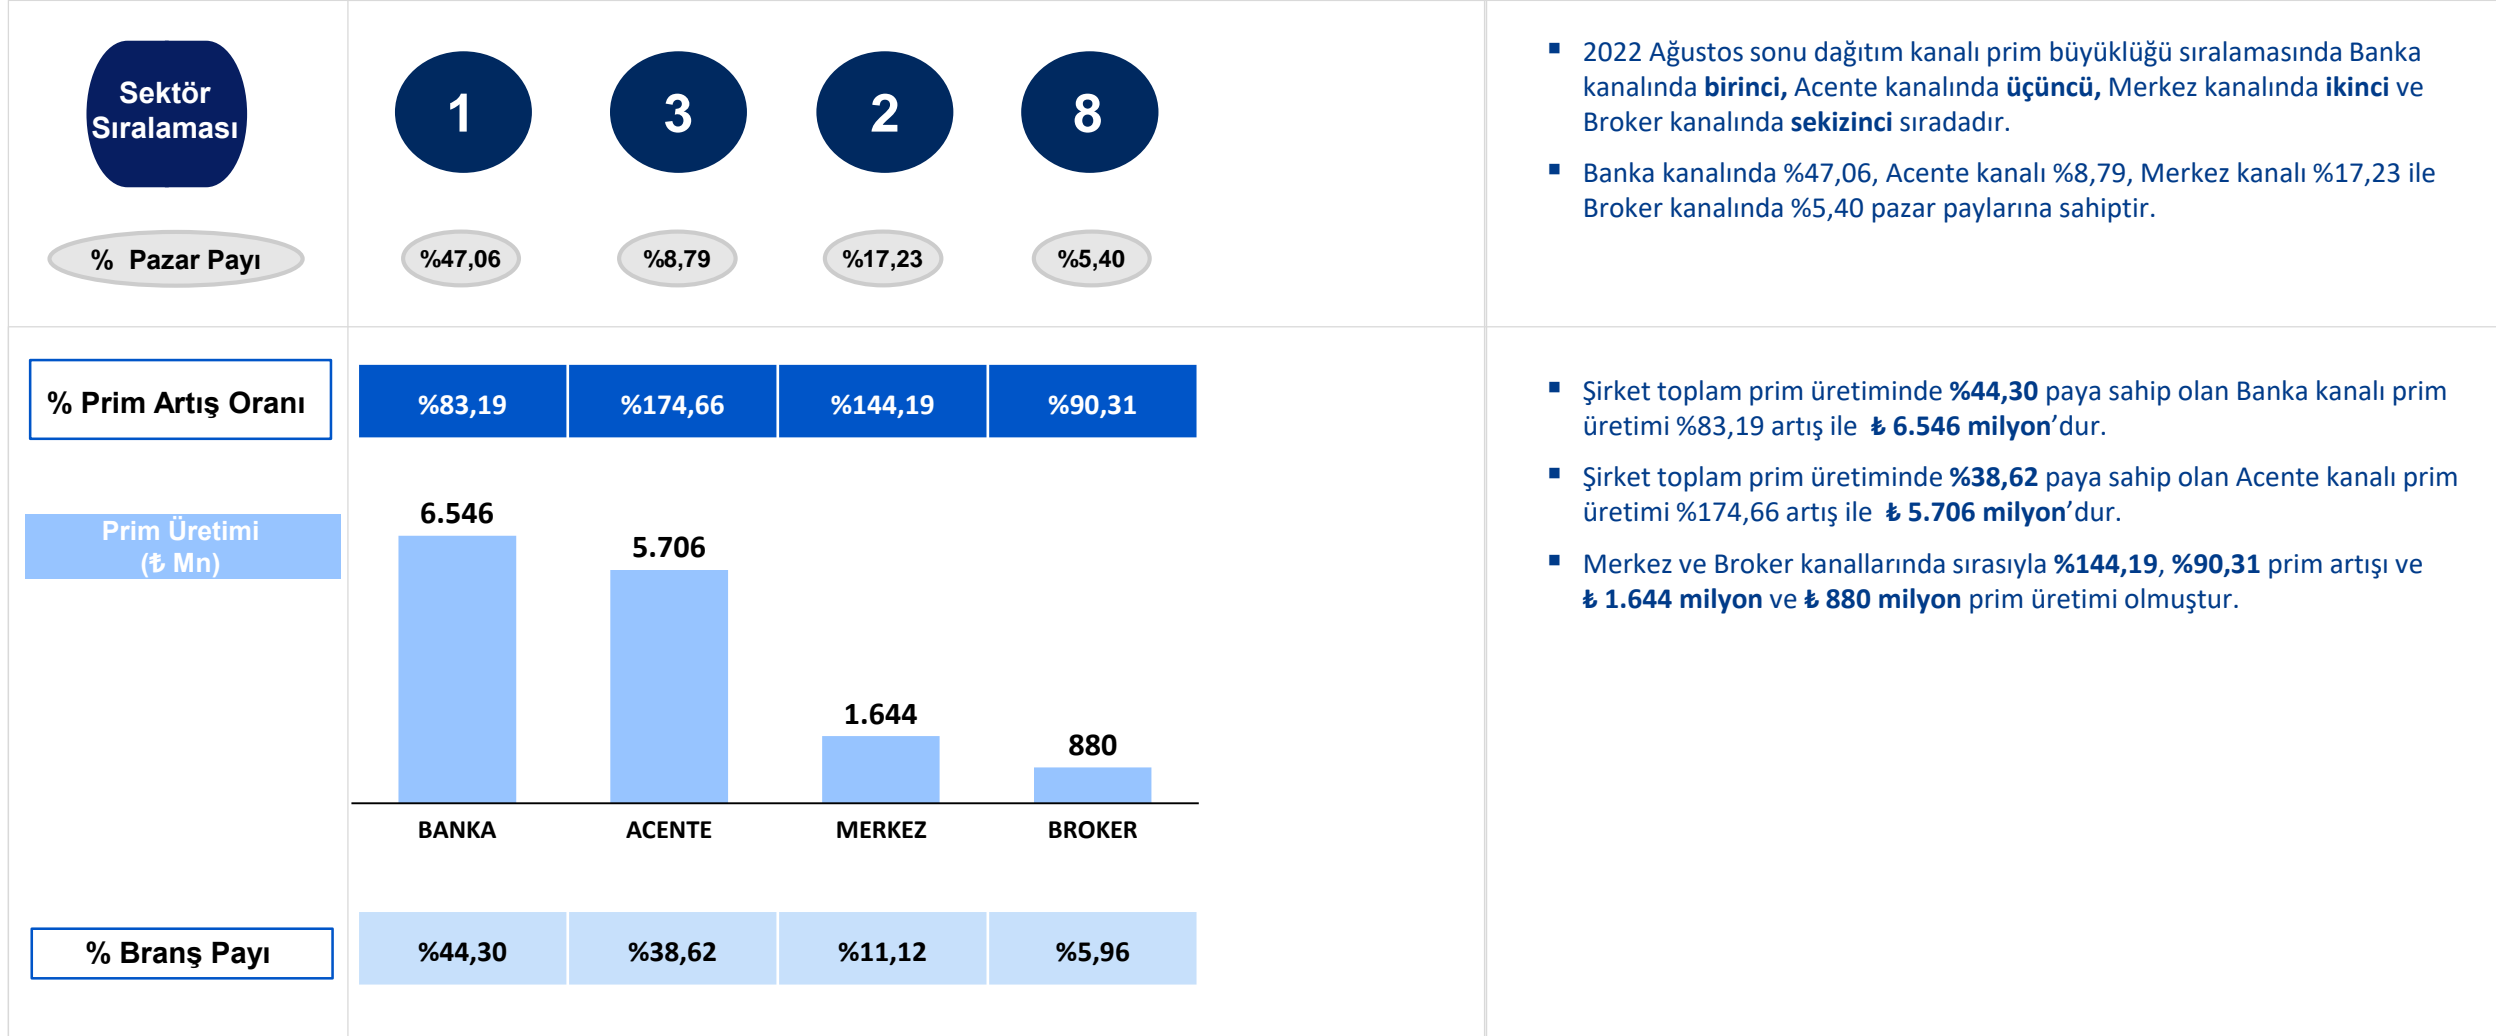 Sektör
Sıralaması
1 3 2 8
% Pazar Payı
%47,06 %8,79 %17,23 %5,40
▪ 2022 Ağustos sonu dağıtım kanalı prim büyüklüğü sıralamasında Banka
kanalında birinci, Acente kanalında üçüncü, Merkez kanalında ikinci ve
Broker kanalında sekizinci sıradadır.
▪ Banka kanalında %47,06, Acente kanalı %8,79, Merkez kanalı %17,23 ile
Broker kanalında %5,40 pazar paylarına sahiptir.
% Prim Artış Oranı
%83,19 %174,66 %144,19 %90,31
Prim Üretimi
(₺ Mn)
6.546
5.706
1.644
880
BANKA ACENTE MERKEZ BROKER
% Branş Payı
%44,30 %38,62 %11,12 %5,96
▪ Şirket toplam prim üretiminde %44,30 paya sahip olan Banka kanalı prim
üretimi %83,19 artış ile ₺ 6.546 milyon’dur.
▪ Şirket toplam prim üretiminde %38,62 paya sahip olan Acente kanalı prim
üretimi %174,66 artış ile ₺ 5.706 milyon’dur.
▪ Merkez ve Broker kanallarında sırasıyla %144,19, %90,31 prim artışı ve
₺ 1.644 milyon ve ₺ 880 milyon prim üretimi olmuştur.